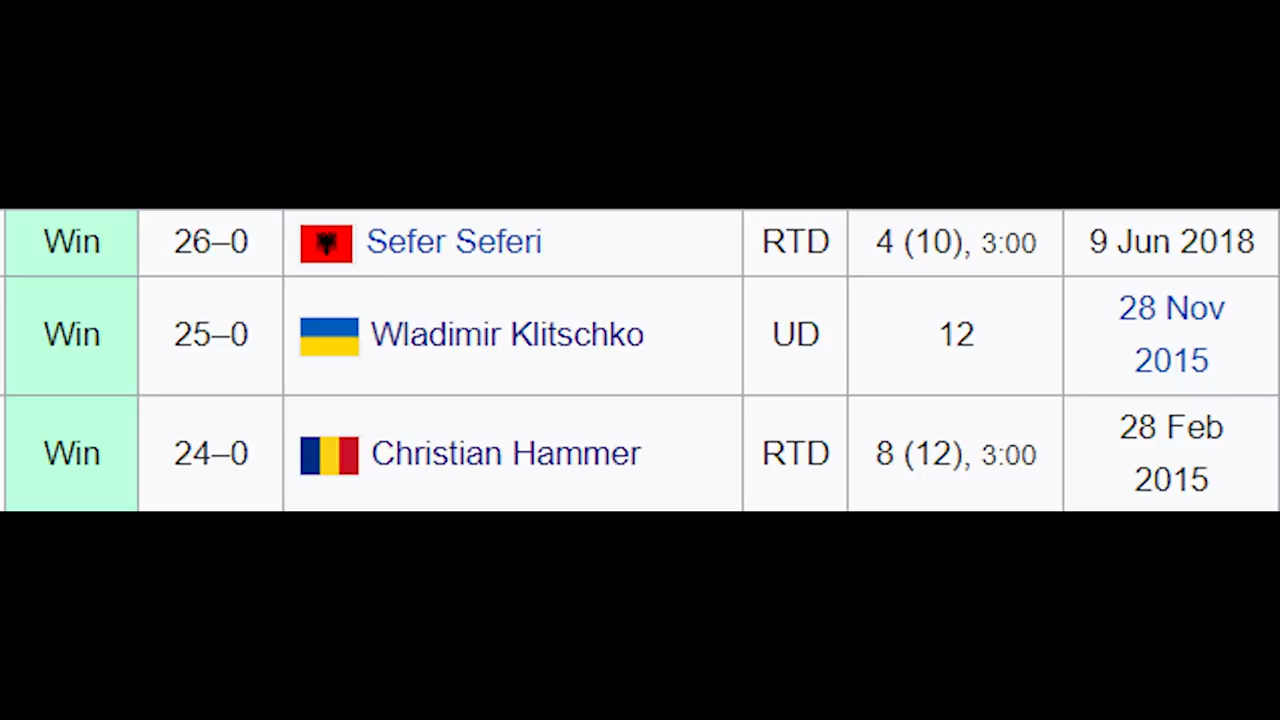 Win 26–0 Sefer Seferi RTD 4 (10), 3:00 9 Jun 2018
Win 25–0 Wladimir Klitschko UD 12 28 Nov
2015
Win 24–0 Christian Hammer RTD 8 (12), 3:00 28 Feb
2015